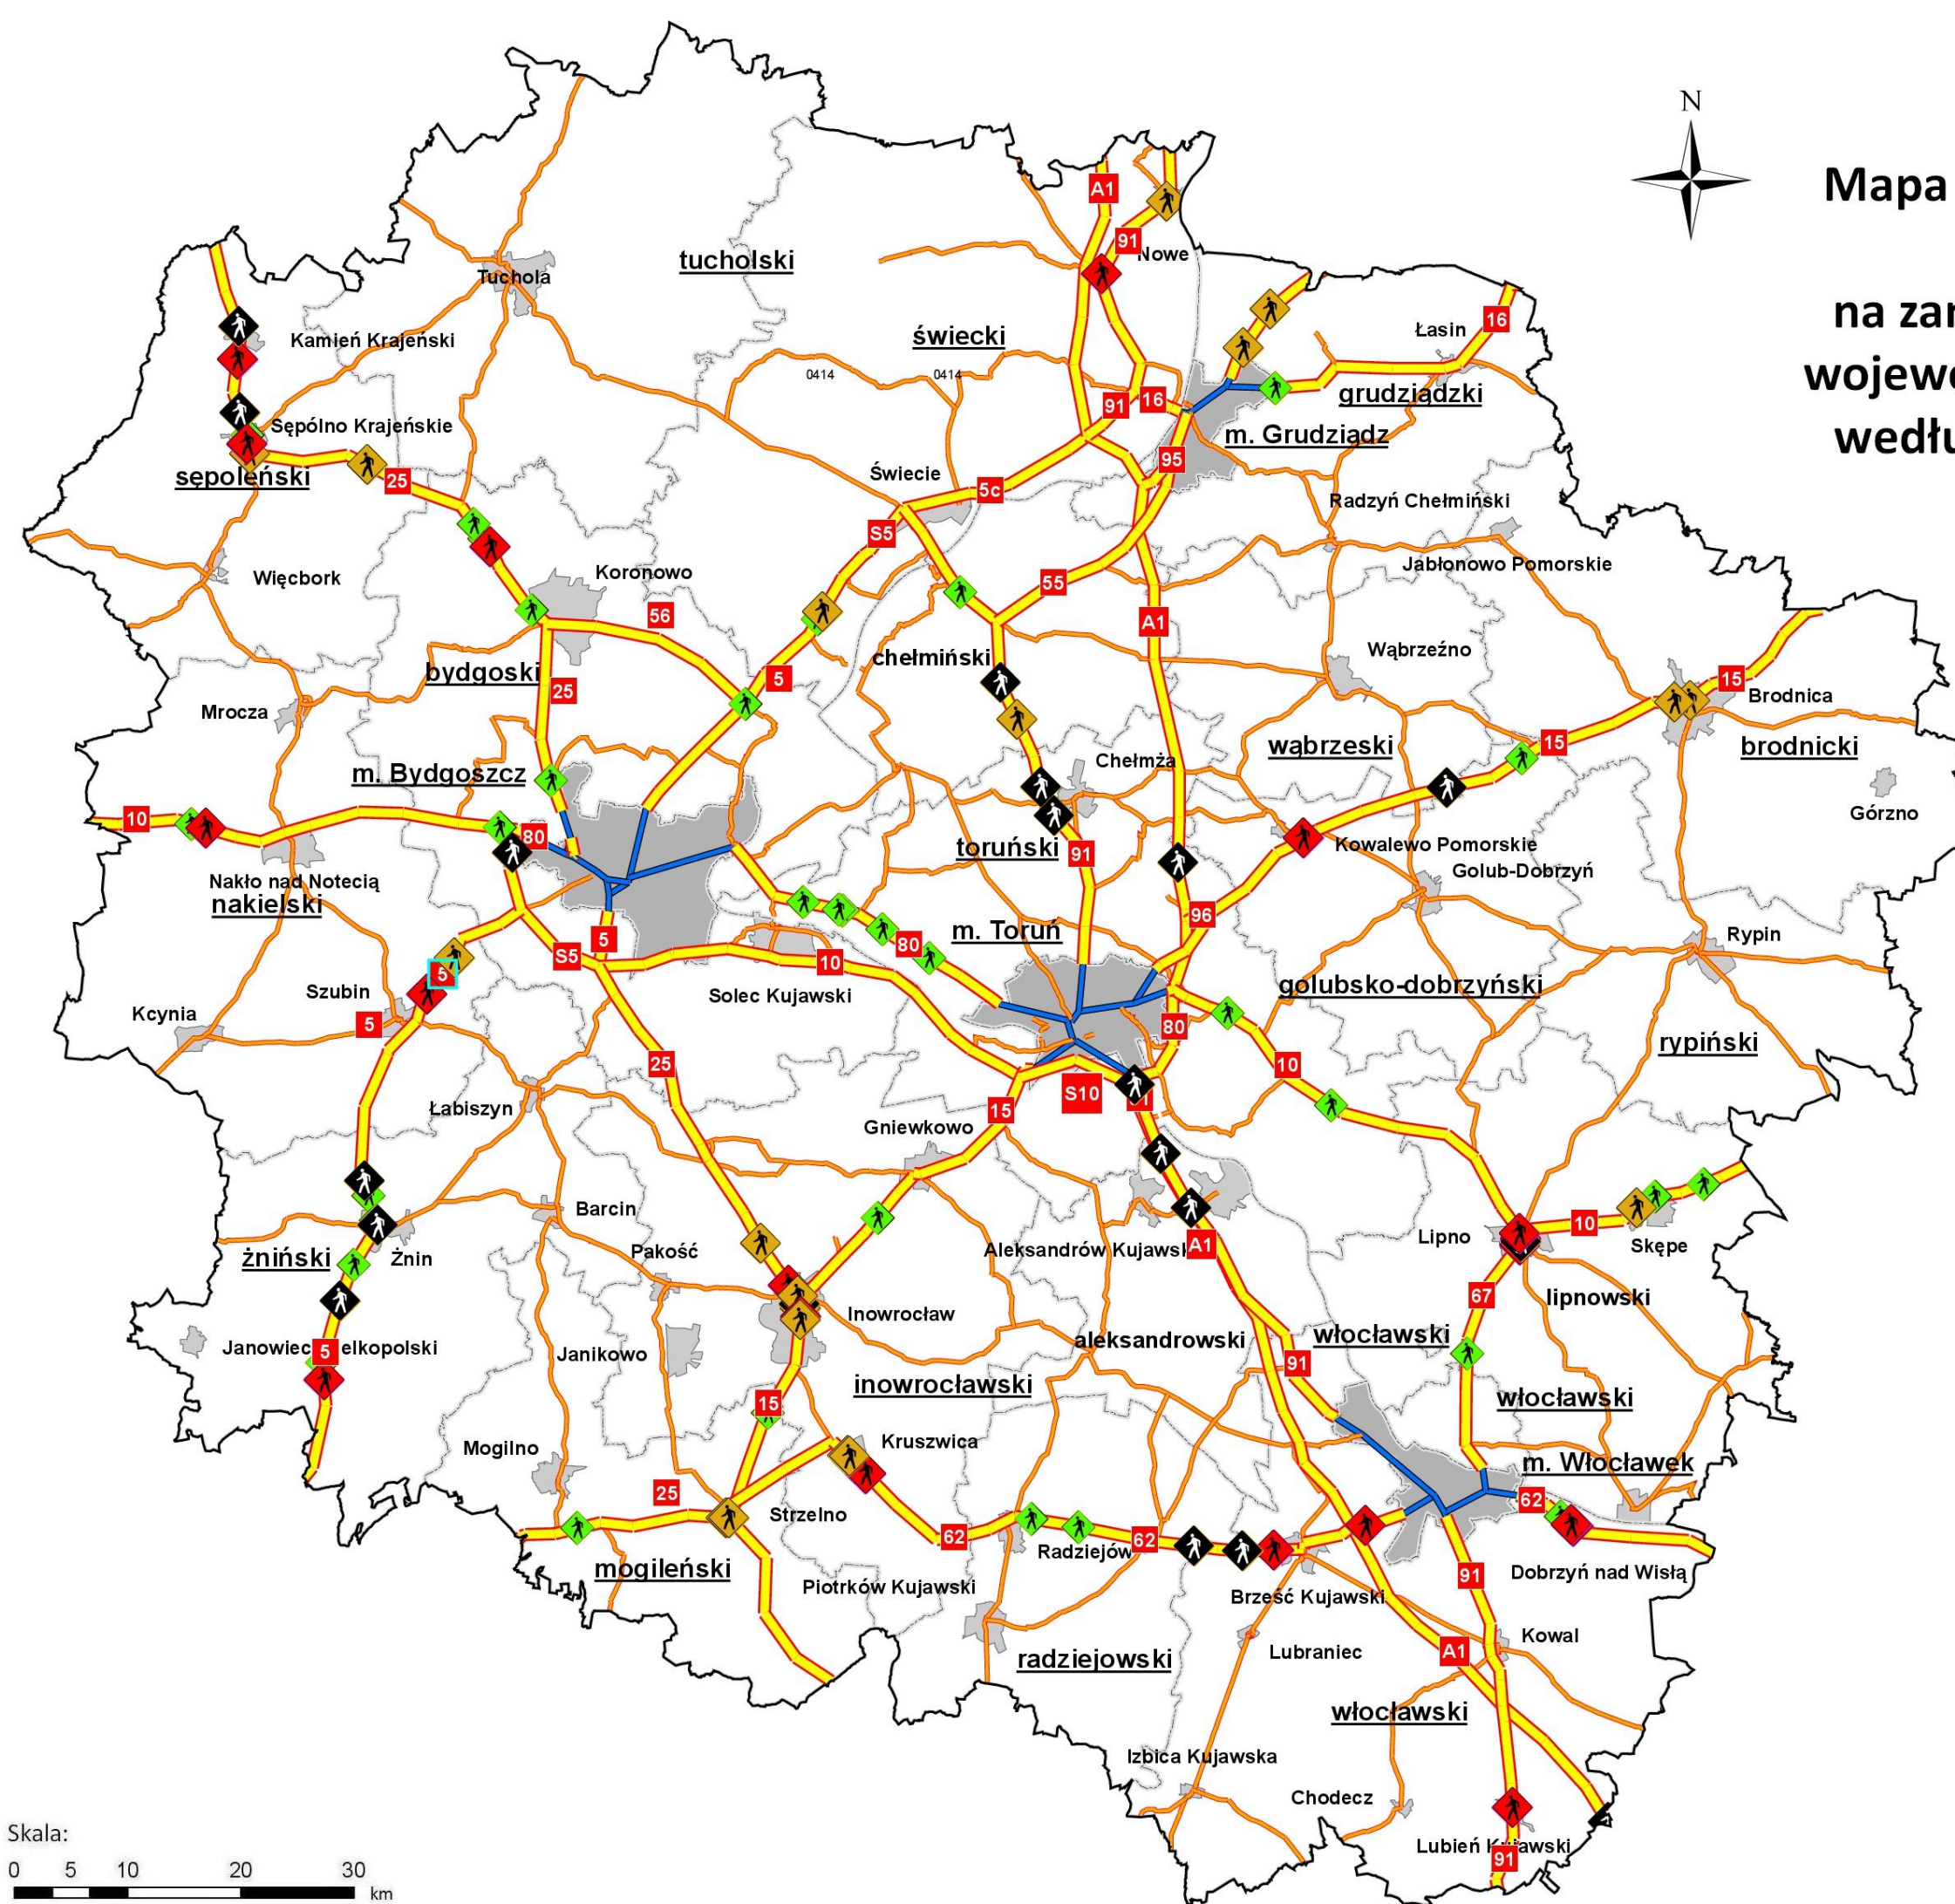 N
Mapa
na zar
wojewo
wedłu
A1
91
Nowe
tucholski
Tuchola
świecki
Łasin
16
Kamień Krajeński
0414
0414
91
16
grudziądzki
Sępólno Krajeńskie
m. Grudziądz
sępoleński
25
Świecie
5c
95
Radzyń Chełmiński
S5
Jabłonowo Pomorskie
Więcbork
Koronowo
56
55
A1
Wąbrzeźno
bydgoski
chełmiński
25
5
15
Brodnica
Mrocza
m. Bydgoszcz
Chełmża
wąbrzeski
15
brodnicki
10
80
Górzno
toruński
91
Kowalewo Pomorskie
Golub-Dobrzyń
Nakło nad Notecią
nakielski
96
m. Toruń
5
80
Rypin
S5
10
5
Szubin
Solec Kujawski
golubsko-dobrzyński
Kcynia
5
80
rypiński
25
10
S10
Łabiszyn
15
Gniewkowo
Barcin
Pakość
żniński
Żnin
Aleksandrów Kujawski
A1
Lipno
10
Skępe
Inowrocław
67
lipnowski
Janowiec
5
elkopolski
Janikowo
aleksandrowski
włocławski
91
inowrocławski
15
włocławski
Mogilno
Kruszwica
m. Włocławek
25
Strzelno
62
62
Radziejów
62
mogileński
Piotrków Kujawski
Brześć Kujawski
91
Dobrzyń nad Wisłą
radziejowski
Lubraniec
A1
Kowal
włocławski
Izbica Kujawska
Chodecz
Lubień Kujawski
91
Skala:
0 5 10 20 30
km